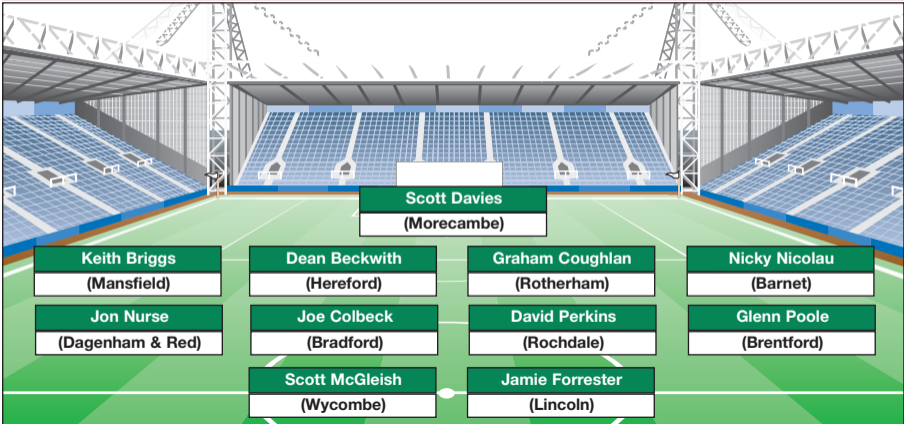 Scott Davies
(Morecambe)
Keith Briggs
(Mansfield)
Dean Beckwith
(Hereford)
Graham Coughlan
(Rotherham)
Nicky Nicolau
(Barnet)
Jon Nurse
(Dagenham & Red)
Joe Colbeck
(Bradford)
David Perkins
(Rochdale)
Glenn Poole
(Brentford)
Scott McGleish
(Wycombe)
Jamie Forrester
(Lincoln)